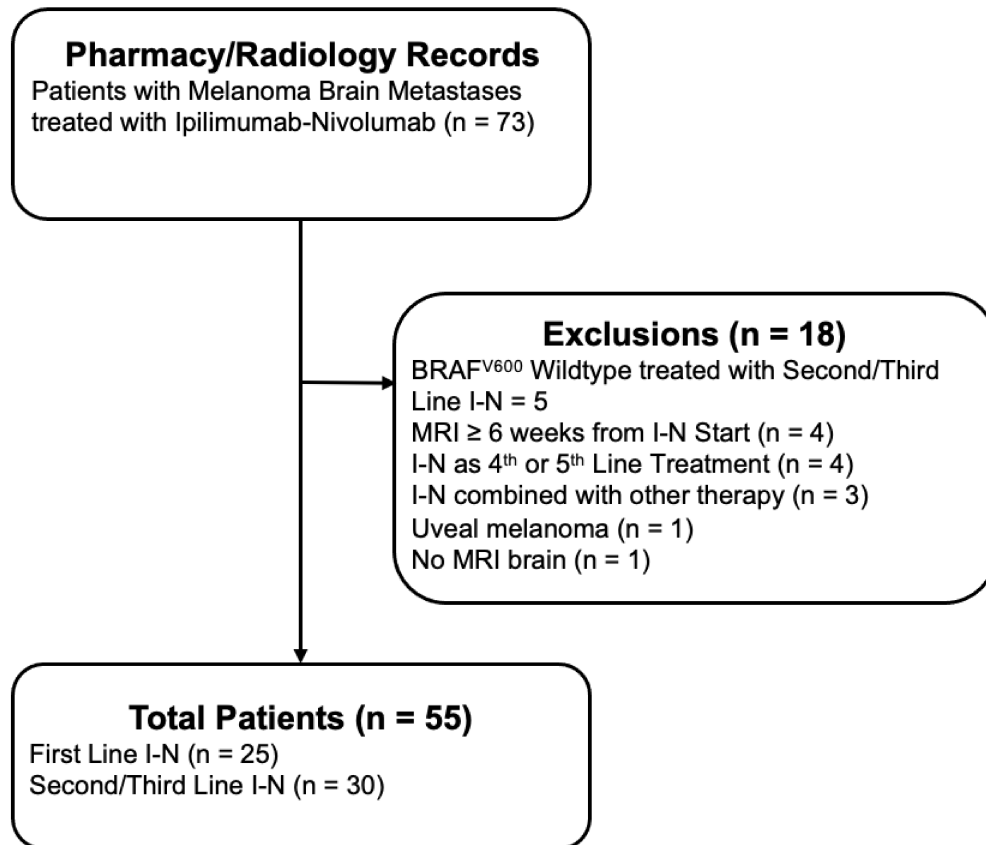 Pharmacy/Radiology Records
Patients with Melanoma Brain Metastases
treated with Ipilimumab-Nivolumab (n = 73)
Exclusions (n = 18)
BRAFⱽ⁶⁰⁰ Wildtype treated with Second/Third
Line I-N = 5
MRI ≥ 6 weeks from I-N Start (n = 4)
I-N as 4ᵗʰ or 5ᵗʰ Line Treatment (n = 4)
I-N combined with other therapy (n = 3)
Uveal melanoma (n = 1)
No MRI brain (n = 1)
Total Patients (n = 55)
First Line I-N (n = 25)
Second/Third Line I-N (n = 30)